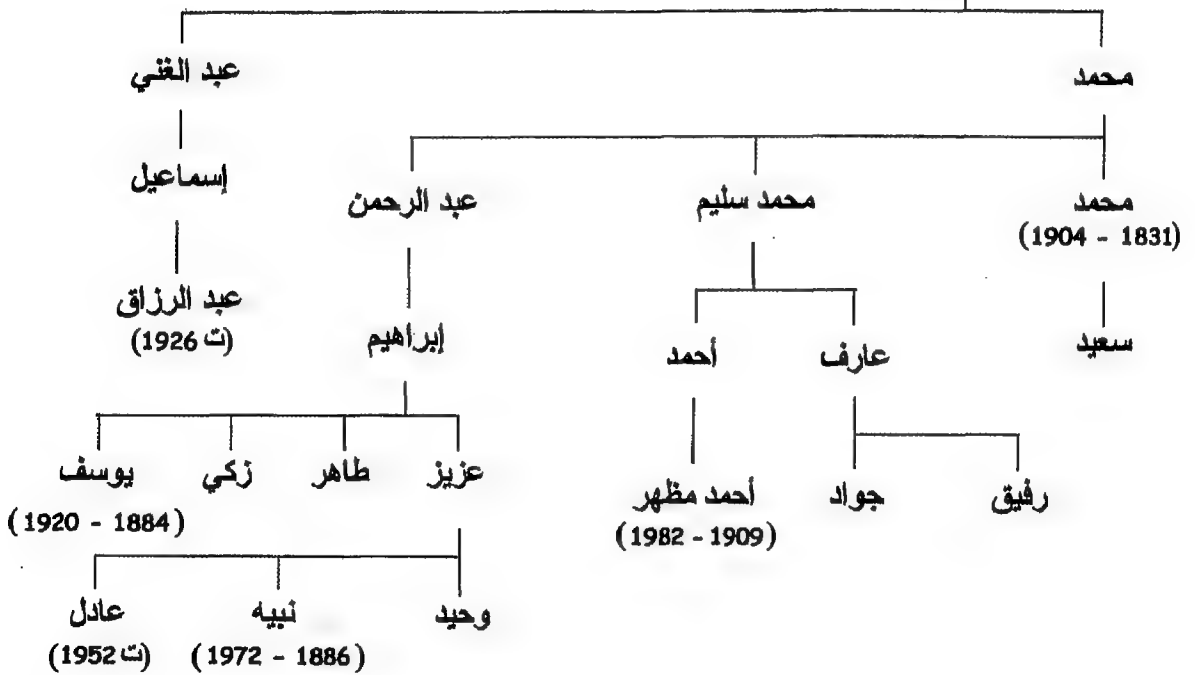 محمد
عبد الغني
محمد
(1831 - 1904)
محمد سليم
عبد الرحمن
إسماعيل
سعيد
عارف
أحمد
إبراهيم
عبد الرزاق
(ت 1926)
رفيق
جواد
أحمد مظهر
(1909 - 1982)
عزيز
طاهر
زكي
يوسف
(1884 - 1920)
وحيد
نبيه
(1886 - 1972)
عادل
(ت 1952)